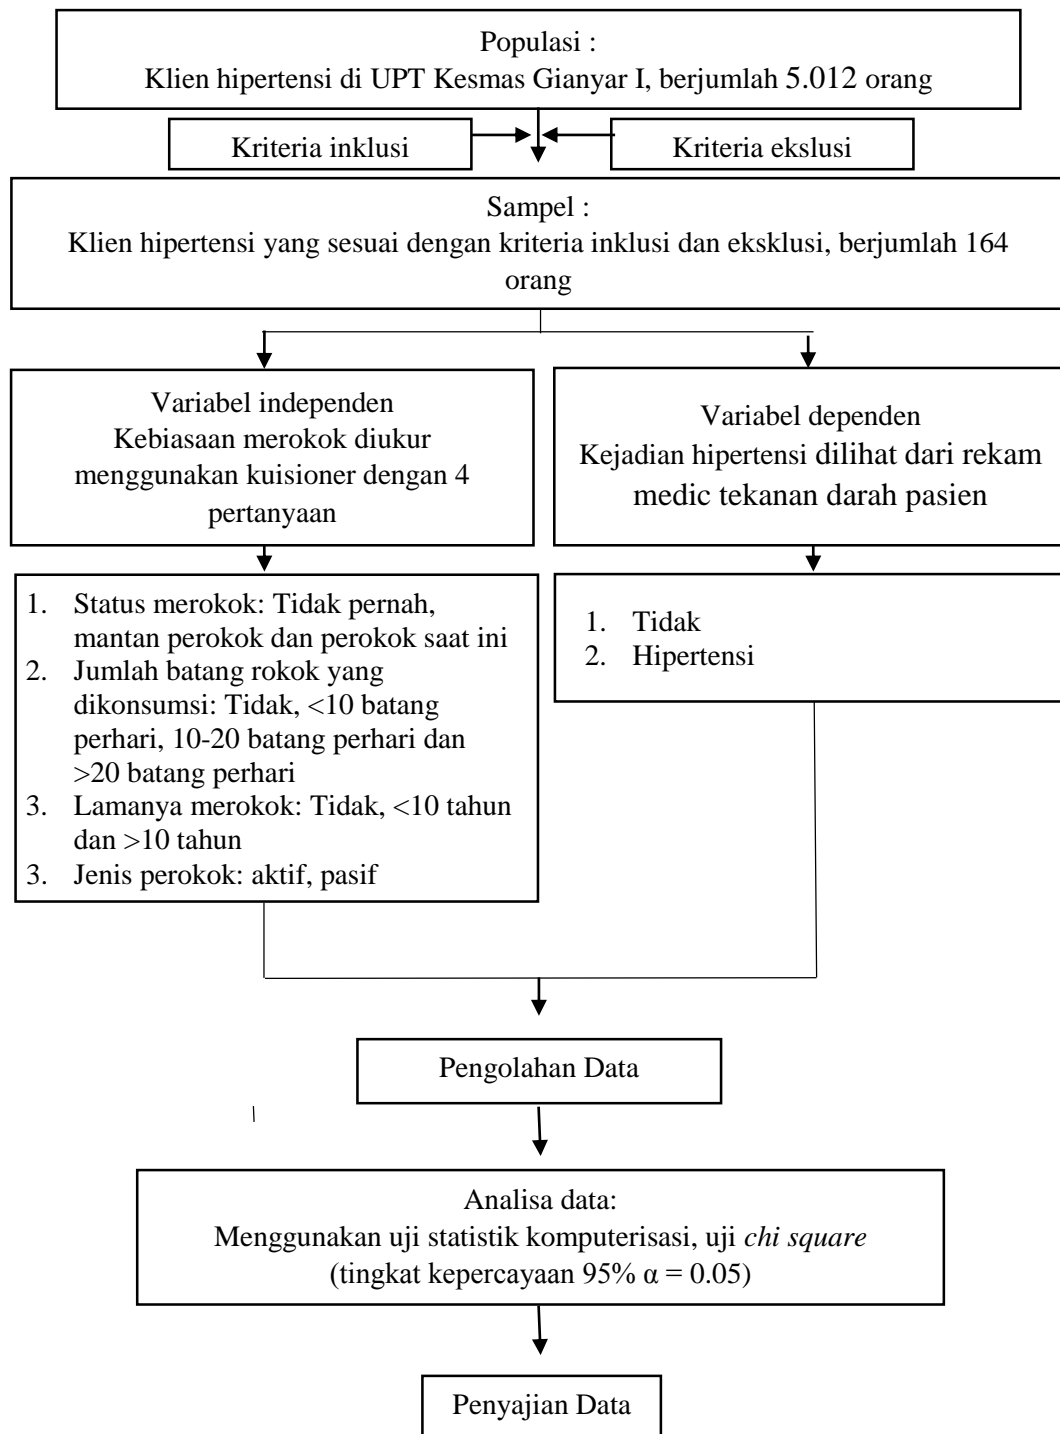 Populasi :
Klien hipertensi di UPT Kesmas Gianyar I, berjumlah 5.012 orang
Kriteria inklusi
Kriteria ekslusi
Sampel :
Klien hipertensi yang sesuai dengan kriteria inklusi dan eksklusi, berjumlah 164
orang
Variabel independen
Kebiasaan merokok diukur
menggunakan kuisioner dengan 4
pertanyaan
Variabel dependen
Kejadian hipertensi dilihat dari rekam
medic tekanan darah pasien
1. Status merokok: Tidak pernah,
mantan perokok dan perokok saat ini
2. Jumlah batang rokok yang
dikonsumsi: Tidak, <10 batang
perhari, 10-20 batang perhari dan
>20 batang perhari
3. Lamanya merokok: Tidak, <10 tahun
dan >10 tahun
3. Jenis perokok: aktif, pasif
1. Tidak
2. Hipertensi
Pengolahan Data
Analisa data:
Menggunakan uji statistik komputerisasi, uji chi square
(tingkat kepercayaan 95% α = 0.05)
Penyajian Data